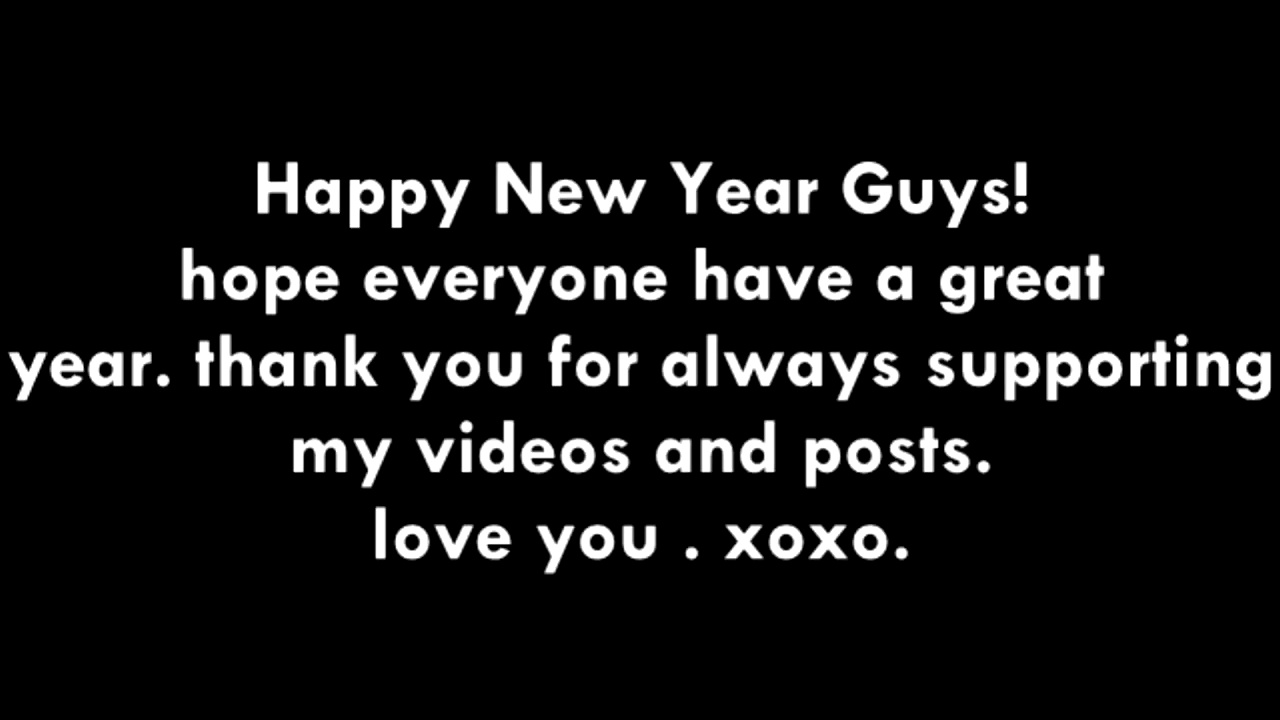 Happy New Year Guys!
hope everyone have a great
year. thank you for always supporting
my videos and posts.
love you . xoxo.